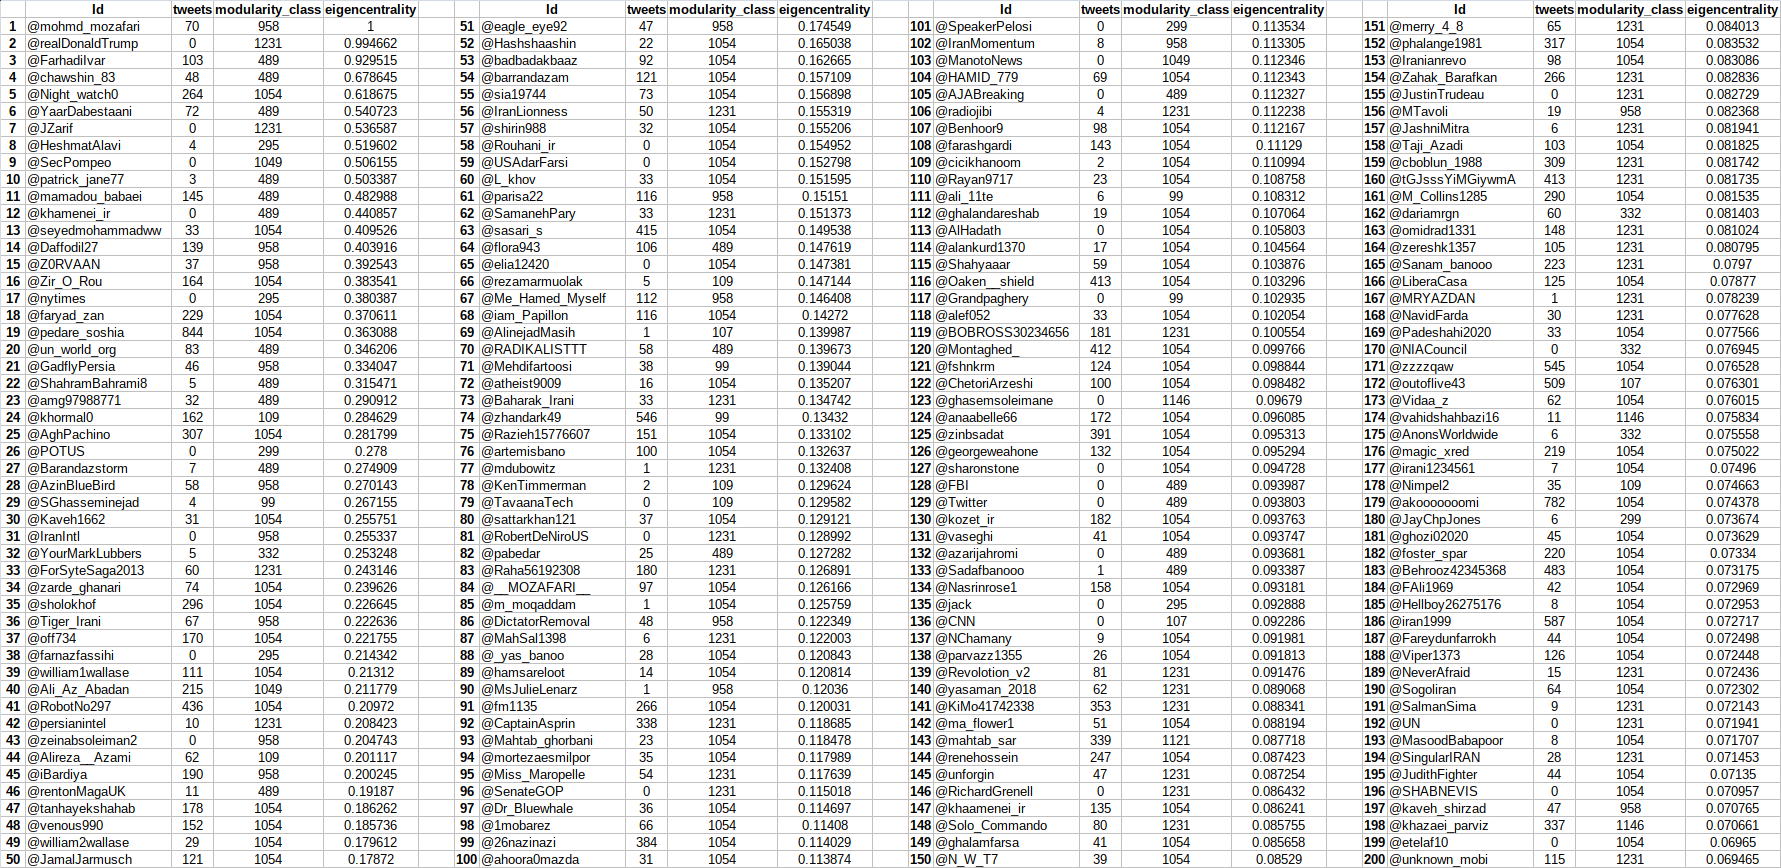 Id tweets modularity_class eigencentrality
1 @mohmd_mozafari 70 958 1
2 @realDonaldTrump 0 1231 0.994662
3 @FarhadiIvar 103 489 0.929515
4 @chawshin_83 48 489 0.678645
5 @Night_watch0 264 1054 0.618675
6 @YaarDabestaani 72 489 0.540723
7 @JZarif 0 1231 0.536587
8 @HeshmatAlavi 4 295 0.519602
9 @SecPompeo 0 1049 0.506155
10 @patrick_jane77 3 489 0.503387
11 @mamadou_babaei 145 489 0.482988
12 @khamenei_ir 0 489 0.440857
13 @seyedmohammadww 33 1054 0.409526
14 @Daffodil27 139 958 0.403916
15 @Z0RVAAN 37 958 0.392543
16 @Zir_O_Rou 164 1054 0.383541
17 @nytimes 0 295 0.380387
18 @faryad_zan 229 1054 0.370611
19 @pedare_soshia 844 1054 0.363088
20 @un_world_org 83 489 0.346206
21 @GadflyPersia 46 958 0.334047
22 @ShahramBahrami8 5 489 0.315471
23 @amg97988771 32 489 0.290912
24 @khormal0 162 109 0.284629
25 @AghPachino 307 1054 0.281799
26 @POTUS 0 299 0.278
27 @Barandazstorm 7 489 0.274909
28 @AzinBlueBird 58 958 0.270143
29 @SGhasseminejad 4 99 0.267155
30 @Kaveh1662 31 1054 0.255751
31 @IranIntl 0 958 0.255337
32 @YourMarkLubbers 5 332 0.253248
33 @ForSyteSaga2013 60 1231 0.243146
34 @zarde_ghanari 74 1054 0.239626
35 @sholokhof 296 1054 0.226645
36 @Tiger_Irani 67 958 0.222636
37 @off734 170 1054 0.221755
38 @farnazfassihi 0 295 0.214342
39 @william1wallase 111 1054 0.21312
40 @Ali_Az_Abadan 215 1049 0.211779
41 @RobotNo297 436 1054 0.20972
42 @persianintel 10 1231 0.208423
43 @zeinabsoleiman2 0 958 0.204743
44 @Alireza__Azami 62 109 0.201117
45 @iBardiya 190 958 0.200245
46 @rentonMagaUK 11 489 0.19187
47 @tanhayekshahab 178 1054 0.186262
48 @venous990 152 1054 0.185736
49 @william2wallase 29 1054 0.179612
50 @JamalJarmusch 121 1054 0.17872
Id tweets modularity_class eigencentrality
51 @eagle_eye92 47 958 0.174549
52 @Hashshaashin 22 1054 0.165038
53 @badbadakbaaz 92 1054 0.162665
54 @barrandazam 121 1054 0.157109
55 @sia19744 73 1054 0.156898
56 @IranLionness 50 1231 0.155319
57 @shirin988 32 1054 0.155206
58 @Rouhani_ir 0 1054 0.154952
59 @USAdarFarsi 0 1054 0.152798
60 @L_khov 33 1054 0.151595
61 @parisa22 116 958 0.15151
62 @SamanehPary 33 1231 0.151373
63 @sasari_s 415 1054 0.149538
64 @flora943 106 489 0.147619
65 @elia12420 0 1054 0.147381
66 @rezamarmuolak 5 109 0.147144
67 @Me_Hamed_Myself 112 958 0.146408
68 @iam_Papillon 116 1054 0.14272
69 @AlinejadMasih 1 107 0.139987
70 @RADIKALISTTT 58 489 0.139673
71 @Mehdifartoosi 38 99 0.139044
72 @atheist9009 16 1054 0.135207
73 @Baharak_Irani 33 1231 0.134742
74 @zhandark49 546 99 0.13432
75 @Razieh15776607 151 1054 0.133102
76 @artemisbano 100 1054 0.132637
77 @mdubowitz 1 1231 0.132408
78 @KenTimmerman 2 109 0.129624
79 @TavaanaTech 0 109 0.129582
80 @sattarkhan121 37 1054 0.129121
81 @RobertDeNiroUS 0 1231 0.128992
82 @pabedar 25 489 0.127282
83 @Raha56192308 180 1231 0.126891
84 @__MOZAFARI__ 97 1054 0.126166
85 @m_moqaddam 1 1054 0.125759
86 @DictatorRemoval 48 958 0.122349
87 @MahSal1398 6 1231 0.122003
88 @_yas_banoo 28 1054 0.120843
89 @hamsareloot 14 1054 0.120814
90 @MsJulieLenarz 1 958 0.12036
91 @fm1135 266 1054 0.120031
92 @CaptainAsprin 338 1231 0.118685
93 @Mahtab_ghorbani 23 1054 0.118478
94 @mortezaesmilpor 35 1054 0.117989
95 @Miss_Maropelle 54 1231 0.117639
96 @SenateGOP 0 1231 0.115018
97 @Dr_Bluewhale 36 1054 0.114697
98 @1mobarez 66 1054 0.11408
99 @26nazinazi 384 1054 0.114029
100 @ahoora0mazda 31 1054 0.113874
Id tweets modularity_class eigencentrality
101 @SpeakerPelosi 0 299 0.113534
102 @IranMomentum 8 958 0.113305
103 @ManotoNews 0 1049 0.112346
104 @HAMID_779 69 1054 0.112343
105 @AJABreaking 0 489 0.112327
106 @radiojibi 4 1231 0.112238
107 @Benhoor9 98 1054 0.112167
108 @farashgardi 143 1054 0.11129
109 @cicikhanoom 2 1054 0.110994
110 @Rayan9717 23 1054 0.108758
111 @ali_11te 6 99 0.108312
112 @ghalandareshab 19 1054 0.107064
113 @AlHadath 0 1054 0.105803
114 @alankurd1370 17 1054 0.104564
115 @Shahyaaar 59 1054 0.103876
116 @Oaken__shield 413 1054 0.103296
117 @Grandpaghery 0 99 0.102935
118 @alef052 33 1054 0.102054
119 @BOBROSS30234656 181 1231 0.100554
120 @Montaghed_ 412 1054 0.099766
121 @fshnkrm 124 1054 0.098844
122 @ChetoriArzeshi 100 1054 0.098482
123 @ghasemsoleimane 0 1146 0.09679
124 @anaabelle66 172 1054 0.096085
125 @zinbsadat 391 1054 0.095313
126 @georgeweahone 132 1054 0.095294
127 @sharonstone 0 1054 0.094728
128 @FBI 0 489 0.093987
129 @Twitter 0 489 0.093803
130 @kozet_ir 182 1054 0.093763
131 @vaseghi 41 1054 0.093747
132 @azarijahromi 0 489 0.093681
133 @Sadafbanooo 1 489 0.093387
134 @Nasrinrose1 158 1054 0.093181
135 @jack 0 295 0.092888
136 @CNN 0 107 0.092286
137 @NChamany 9 1054 0.091981
138 @parvazz1355 26 1054 0.091813
139 @Revolotion_v2 81 1231 0.091476
140 @yasaman_2018 62 1231 0.089068
141 @KiMo41742338 353 1231 0.088341
142 @ma_flower1 51 1054 0.088194
143 @mahtab_sar 339 1121 0.087718
144 @renehossein 247 1054 0.087423
145 @unforgin 47 1231 0.087254
146 @RichardGrenell 0 1231 0.086432
147 @khaamenei_ir 135 1054 0.086241
148 @Solo_Commando 80 1231 0.085755
149 @ghalamfarsa 41 1054 0.085658
150 @N_W_T7 39 1054 0.08529
Id tweets modularity_class eigencentrality
151 @merry_4_8 65 1231 0.084013
152 @phalange1981 317 1054 0.083532
153 @Iranianrevo 98 1054 0.083086
154 @Zahak_Barafkan 266 1231 0.082836
155 @JustinTrudeau 0 1231 0.082729
156 @MTavoli 19 958 0.082368
157 @JashniMitra 6 1231 0.081941
158 @Taji_Azadi 103 1054 0.081825
159 @cboblun_1988 309 1231 0.081742
160 @tGJsssYiMGiywmA 413 1231 0.081735
161 @M_Collins1285 290 1054 0.081535
162 @dariamrgn 60 332 0.081403
163 @omidrad1331 148 1231 0.081024
164 @zereshk1357 105 1231 0.080795
165 @Sanam_banooo 223 1231 0.0797
166 @LiberaCasa 125 1054 0.07877
167 @MRYAZDAN 1 1231 0.078239
168 @NavidFarda 30 1231 0.077628
169 @Padeshahi2020 33 1054 0.077566
170 @NIACouncil 0 332 0.076945
171 @zzzzqaw 545 1054 0.076528
172 @outoflive43 509 107 0.076301
173 @Vidaa_z 62 1054 0.076015
174 @vahidshahbazi16 11 1146 0.075834
175 @AnonsWorldwide 6 332 0.075558
176 @magic_xred 219 1054 0.075022
177 @irani1234561 7 1054 0.07496
178 @Nimpel2 35 109 0.074663
179 @akooooooomi 782 1054 0.074378
180 @JayChpJones 6 299 0.073674
181 @ghozi02020 45 1054 0.073629
182 @foster_spar 220 1054 0.07334
183 @Behrooz42345368 483 1054 0.073175
184 @FAli1969 42 1054 0.072969
185 @Hellboy26275176 8 1054 0.072953
186 @iran1999 587 1054 0.072717
187 @Fareydunfarrokh 44 1054 0.072498
188 @Viper1373 126 1054 0.072448
189 @NeverAfraid 15 1231 0.072436
190 @Sogoliran 64 1054 0.072302
191 @SalmanSima 9 1231 0.072143
192 @UN 0 1231 0.071941
193 @MasoodBabapoor 8 1054 0.071707
194 @SingularIRAN 28 1231 0.071453
195 @JudithFighter 44 1054 0.07135
196 @SHABNEVIS 0 1054 0.070957
197 @kaveh_shirzad 47 958 0.070765
198 @khazaei_parviz 337 1146 0.070661
199 @etelaf10 0 1054 0.06965
200 @unknown_mobi 115 1231 0.069465